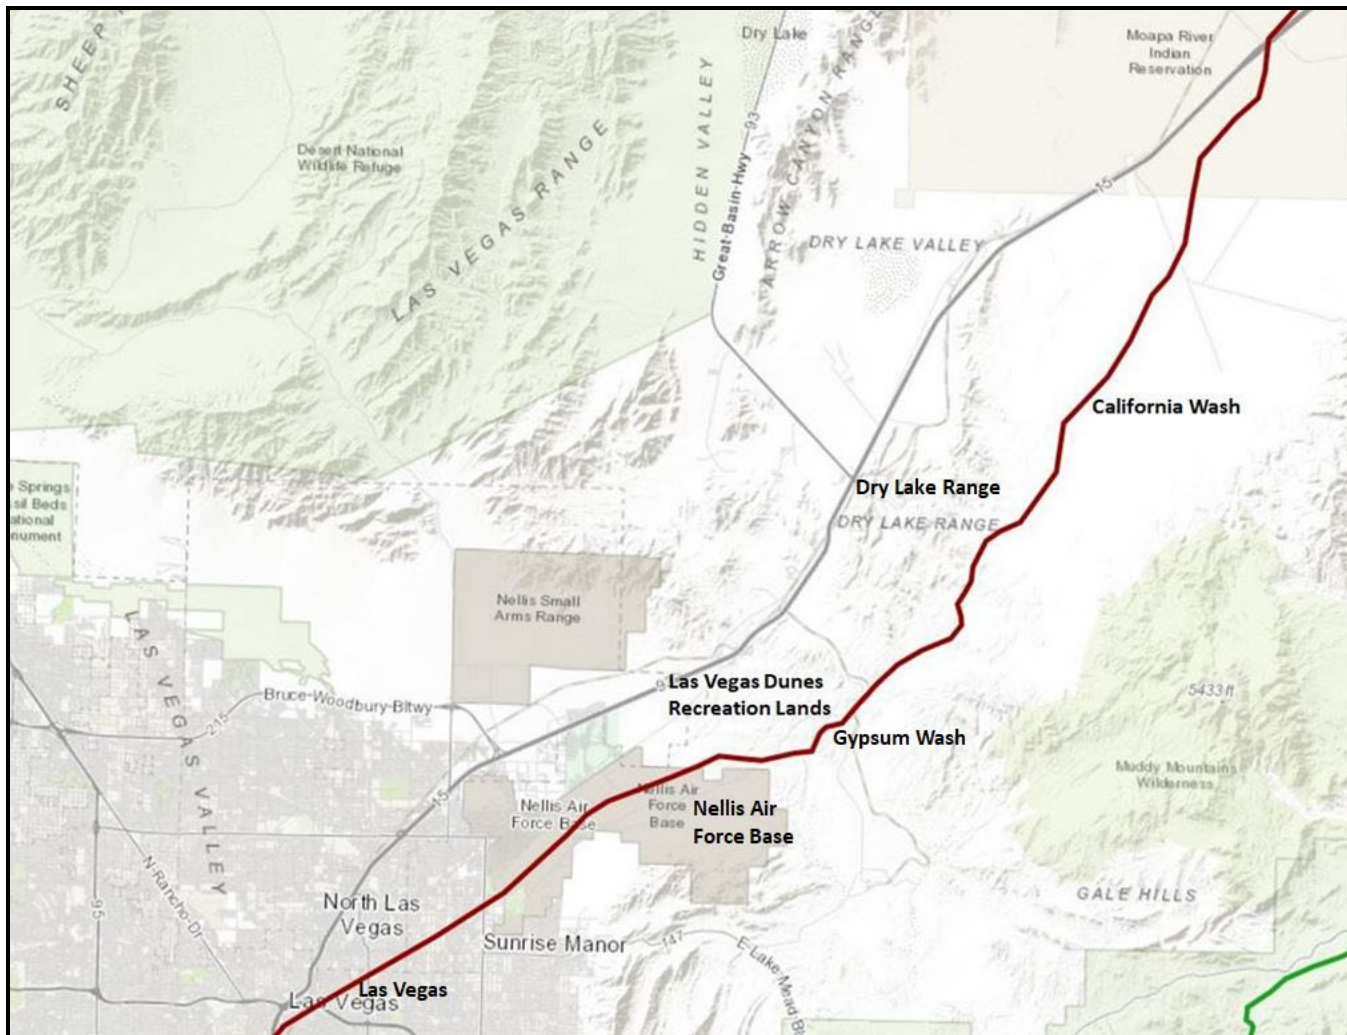 SHEEP
Dry Lake
Moapa River
Indian
Reservation
Desert National
Wildlife Refuge
LAS VEGAS RANGE
HIDDEN VALLEY
Great-Basin-Hwy
93
ARROW CANYON RANGE
15
DRY LAKE VALLEY
California Wash
Springs
Beds
Dry Lake Range
DRY LAKE RANGE
Nellis Small
Arms Range
LAS VEGAS VALLEY
Bruce-Woodbury-Bltwy
215
Las Vegas Dunes
Recreation Lands
5433 ft
Gypsum Wash
Muddy Mountains
Wilderness
15
Nellis Air
Force Base
Nellis Air
Force
Base
Nellis Air
Force Base
N-Rancho-Dr
95
North Las
Vegas
GALE HILLS
Sunrise Manor
147
E Lake-Mead
Las Vegas
Las Vegas